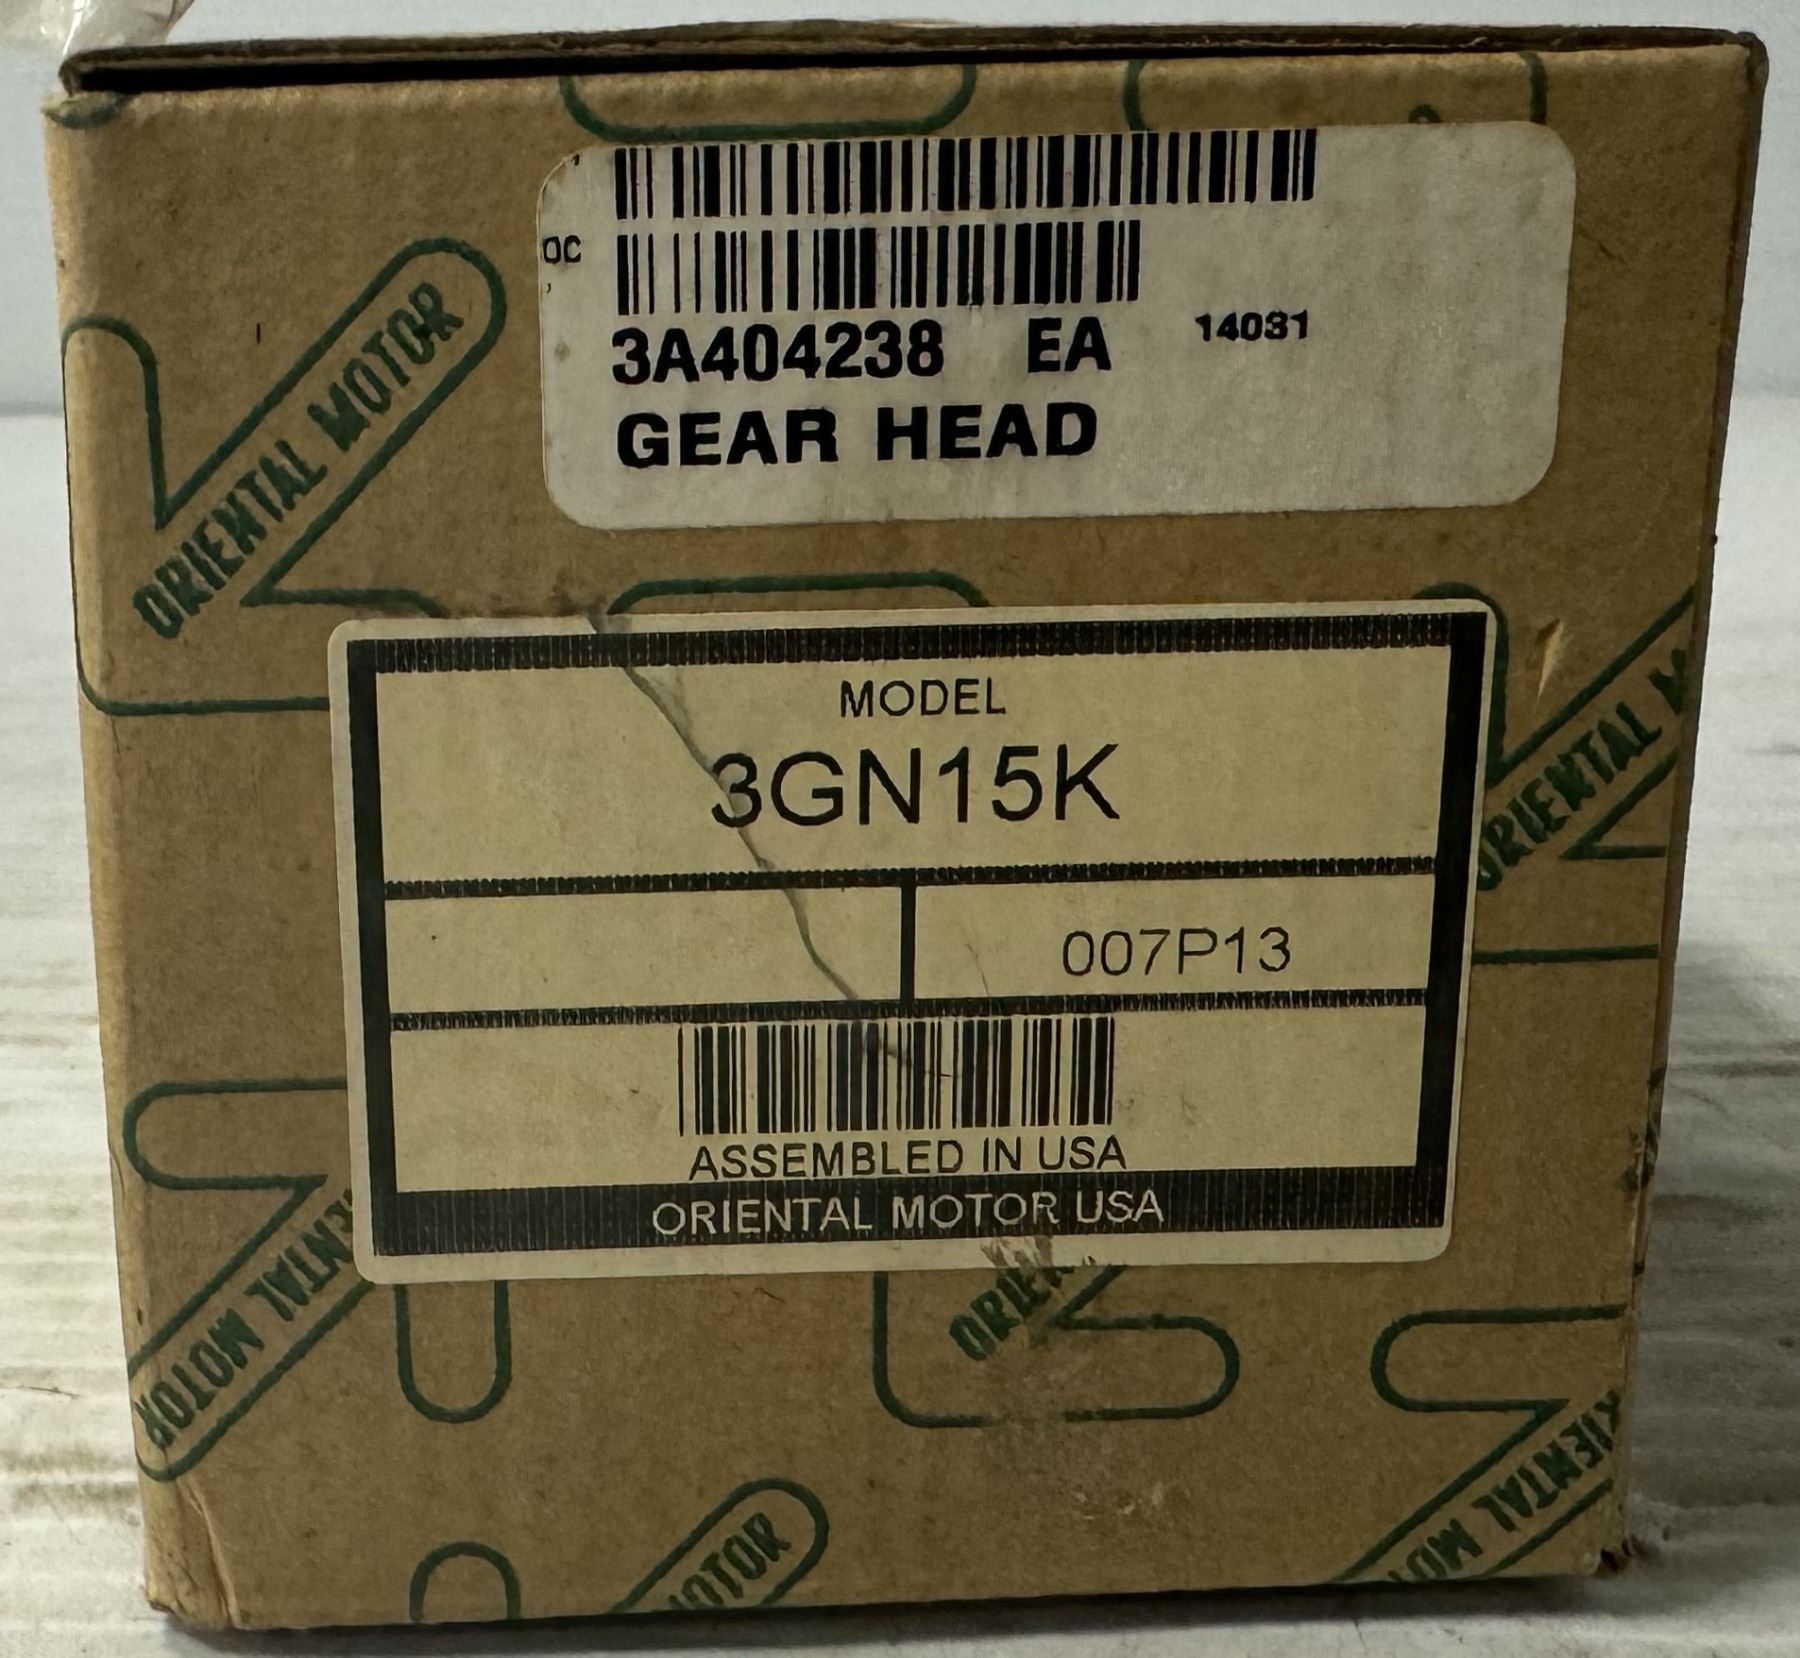 OC
3A404238 EA 14031
GEAR HEAD
ORIENTAL MOTOR
MODEL
3GN15K
ORIENTAL
007P13
ASSEMBLED IN USA
ORIENTAL MOTOR USA
MOTOR
MOTOR